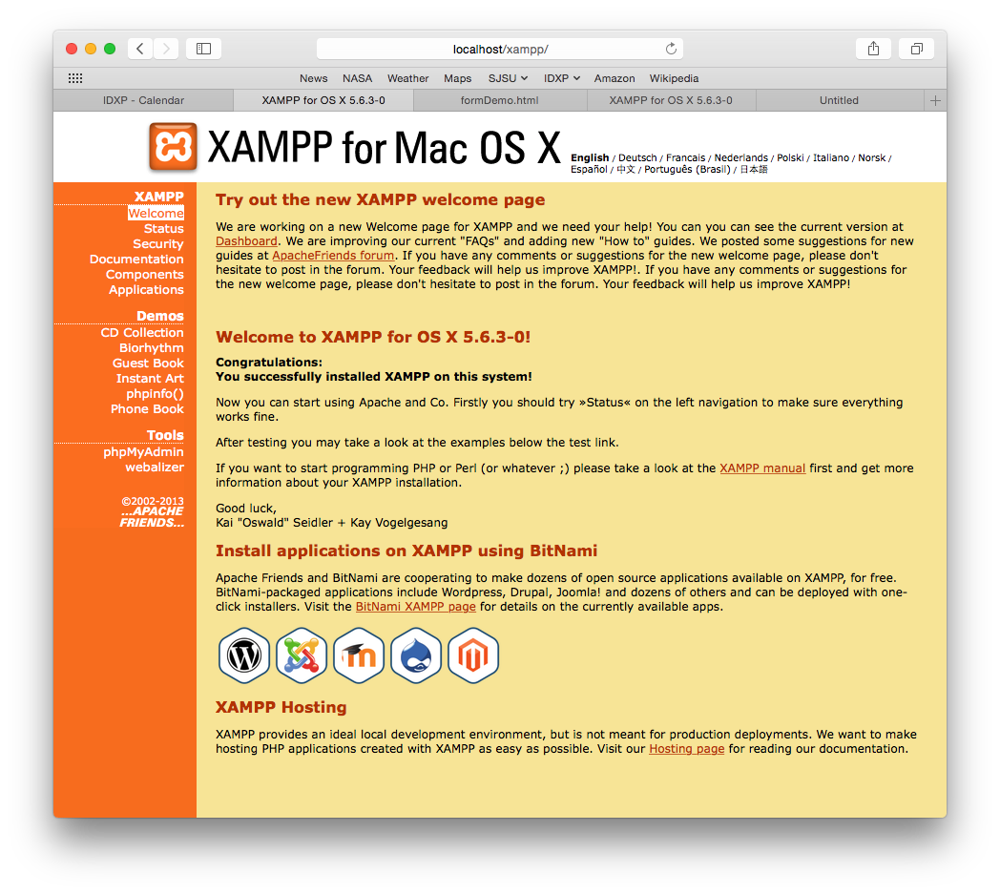 localhost/xampp/
News NASA Weather Maps SJSU IDXP Amazon Wikipedia
IDXP - Calendar XAMPP for OS X 5.6.3-0 formDemo.html XAMPP for OS X 5.6.3-0 Untitled
XAMPP for Mac OS X
English / Deutsch / Francais / Nederlands / Polski / Italiano / Norsk /
Español / 中文 / Português (Brasil) / 日本語
XAMPP
Welcome
Status
Security
Documentation
Components
Applications
Demos
CD Collection
Biorhythm
Guest Book
Instant Art
phpinfo()
Phone Book
Tools
phpMyAdmin
webalizer
©2002-2013
...APACHE
FRIENDS...
Try out the new XAMPP welcome page
We are working on a new Welcome page for XAMPP and we need your help! You can you can see the current version at
Dashboard. We are improving our current "FAQs" and adding new "How to" guides. We posted some suggestions for new
guides at ApacheFriends forum. If you have any comments or suggestions for the new welcome page, please don't
hesitate to post in the forum. Your feedback will help us improve XAMPP!. If you have any comments or suggestions for
the new welcome page, please don't hesitate to post in the forum. Your feedback will help us improve XAMPP!
Welcome to XAMPP for OS X 5.6.3-0!
Congratulations:
You successfully installed XAMPP on this system!
Now you can start using Apache and Co. Firstly you should try »Status« on the left navigation to make sure everything
works fine.
After testing you may take a look at the examples below the test link.
If you want to start programming PHP or Perl (or whatever ;) please take a look at the XAMPP manual first and get more
information about your XAMPP installation.
Good luck,
Kai "Oswald" Seidler + Kay Vogelgesang
Install applications on XAMPP using BitNami
Apache Friends and BitNami are cooperating to make dozens of open source applications available on XAMPP, for free.
BitNami-packaged applications include Wordpress, Drupal, Joomla! and dozens of others and can be deployed with one-
click installers. Visit the BitNami XAMPP page for details on the currently available apps.
XAMPP Hosting
XAMPP provides an ideal local development environment, but is not meant for production deployments. We want to make
hosting PHP applications created with XAMPP as easy as possible. Visit our Hosting page for reading our documentation.